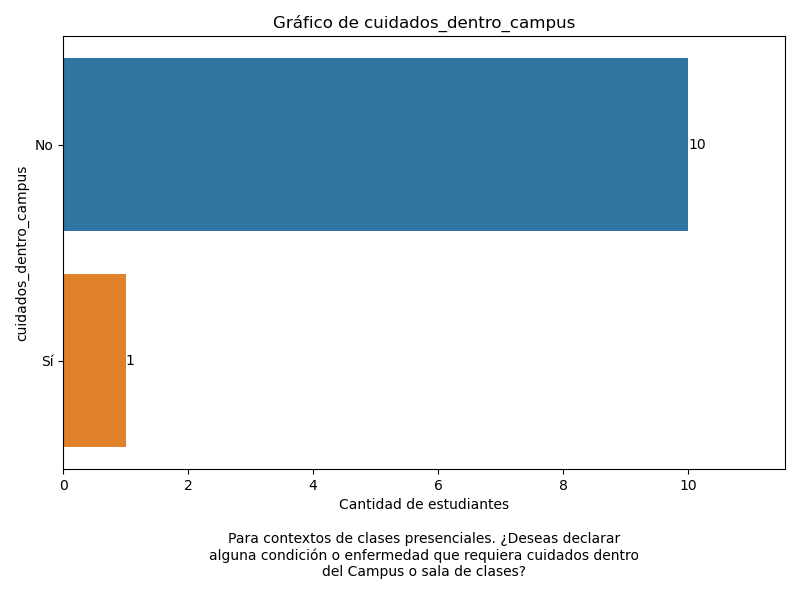 Gráfico de cuidados_dentro_campus
cuidados_dentro_campus
No
10
Sí
1
0 2 4 6 8 10
Cantidad de estudiantes
Para contextos de clases presenciales. ¿Deseas declarar
alguna condición o enfermedad que requiera cuidados dentro
del Campus o sala de clases?